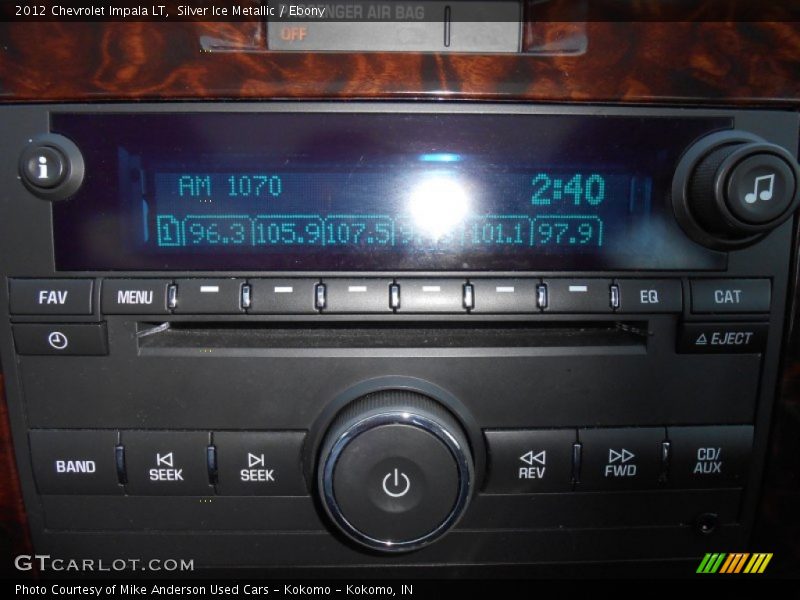 2012 Chevrolet Impala LT, Silver Ice Metallic / Ebony
AIR BAG
OFF
i
AM 1070 2:40
1 96.3 105.9 107.5 101.1 97.9
FAV MENU EQ CAT
EJECT
BAND SEEK SEEK REV FWD CD/
AUX
GTCARLOT.COM
Photo Courtesy of Mike Anderson Used Cars - Kokomo - Kokomo, IN